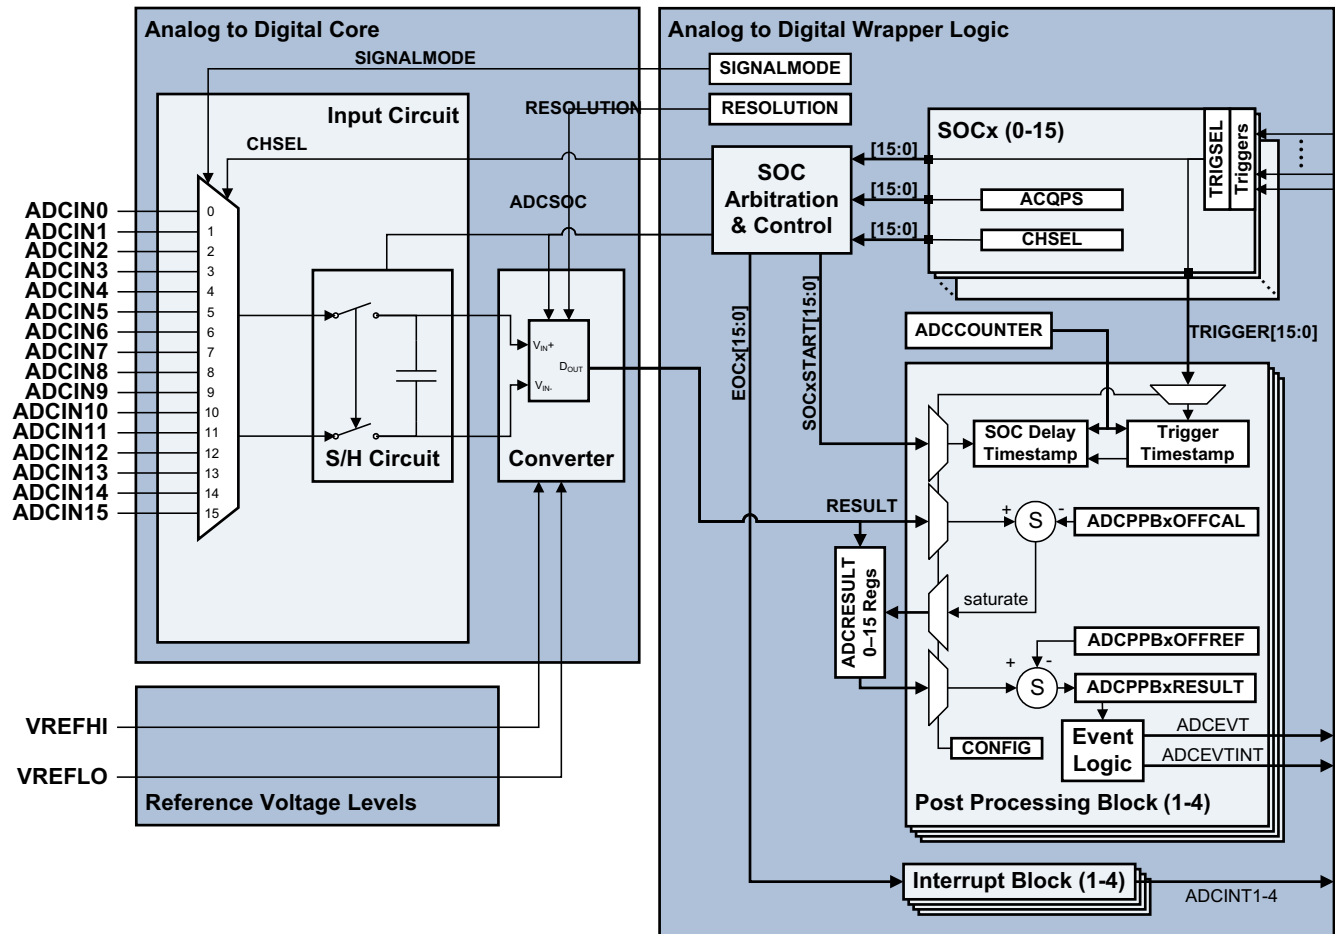 Analog to Digital Core
SIGNALMODE
RESOLUTION
Input Circuit
CHSEL
ADCSOC
ADCIN0
ADCIN1
ADCIN2
ADCIN3
ADCIN4
ADCIN5
ADCIN6
ADCIN7
ADCIN8
ADCIN9
ADCIN10
ADCIN11
ADCIN12
ADCIN13
ADCIN14
ADCIN15
0
1
2
3
4
5
6
7
8
9
10
11
12
13
14
15
S/H Circuit
VIN+
VIN-
DOUT
Converter
VREFHI
VREFLO
Reference Voltage Levels
Analog to Digital Wrapper Logic
SIGNALMODE
RESOLUTION
SOC
Arbitration
& Control
[15:0]
[15:0]
[15:0]
SOCx (0-15)
ACQPS
CHSEL
TRIGSEL
Triggers
EOCx[15:0]
SOCxSTART[15:0]
ADCCOUNTER
TRIGGER[15:0]
SOC Delay
Timestamp
Trigger
Timestamp
RESULT
+
S
-
ADCPPBxOFFCAL
saturate
ADCRESULT
0–15 Regs
ADCPPBxOFFREF
+
-
S
ADCPPBxRESULT
CONFIG
Event
Logic
ADCEVT
ADCEVTINT
Post Processing Block (1-4)
Interrupt Block (1-4)
ADCINT1-4